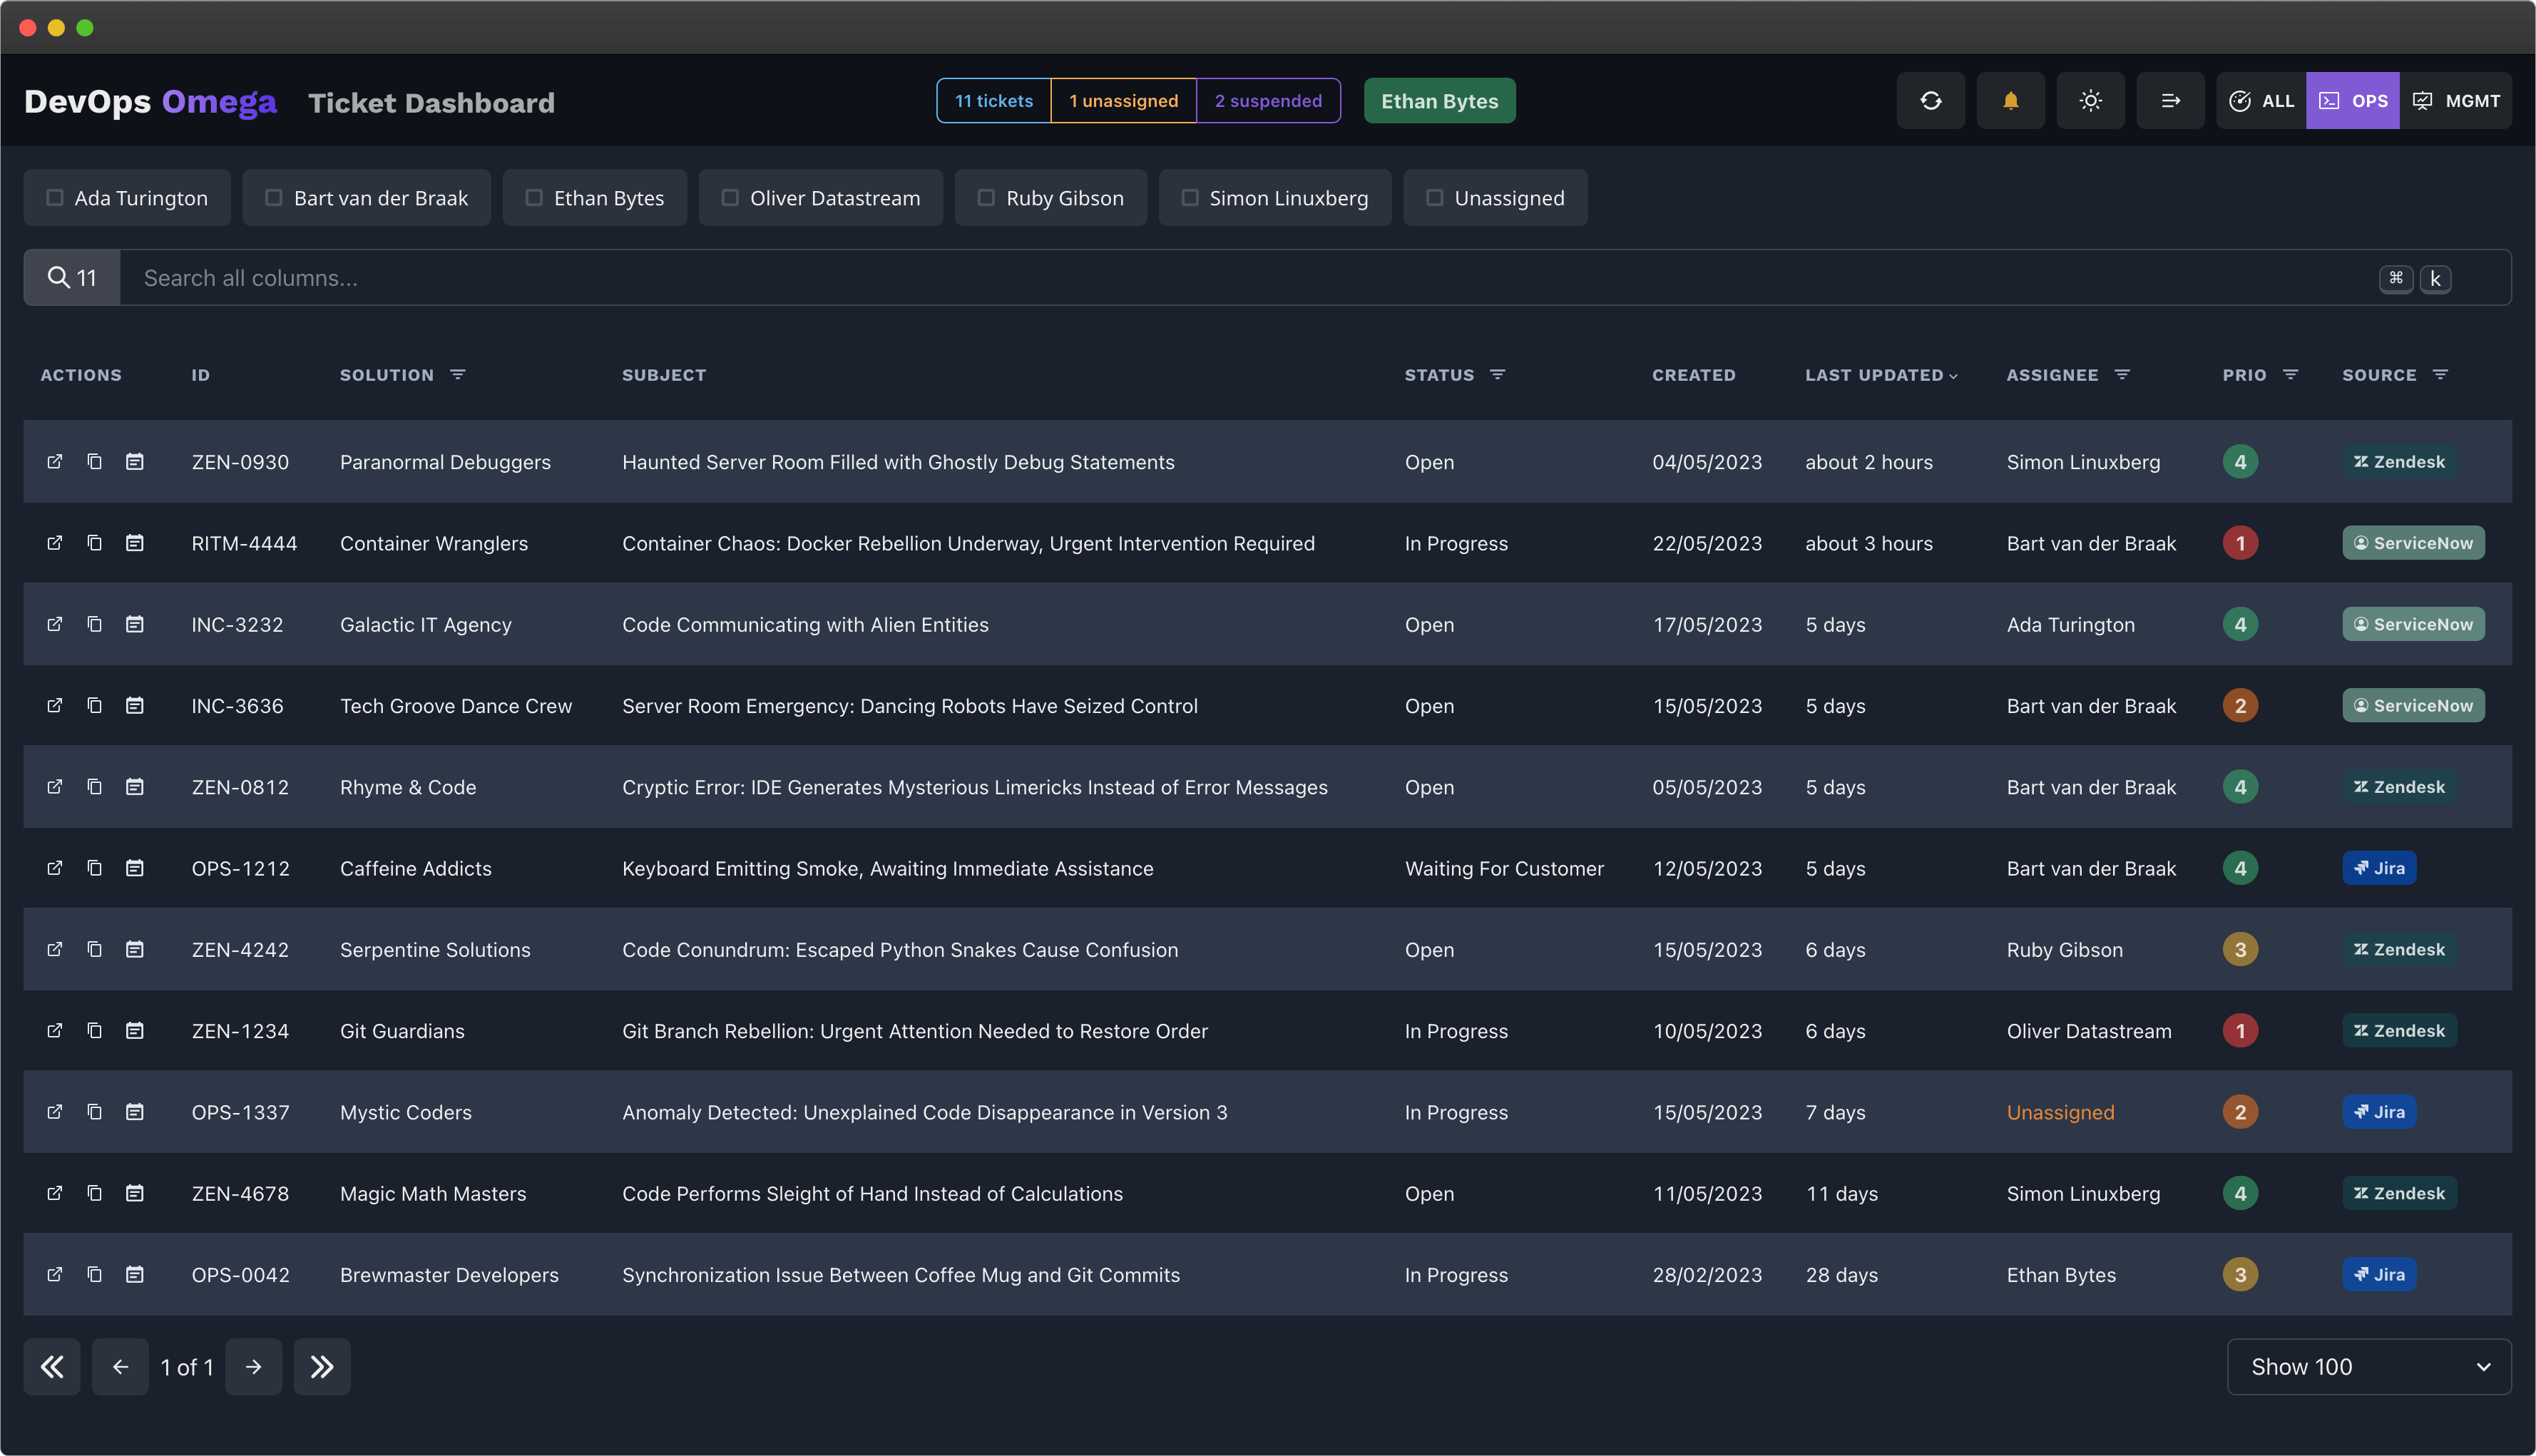 DevOps Omega Ticket Dashboard 11 tickets 1 unassigned 2 suspended Ethan Bytes ALL OPS MGMT
Ada Turington Bart van der Braak Ethan Bytes Oliver Datastream Ruby Gibson Simon Linuxberg Unassigned
11 Search all columns... ⌘ k
ACTIONS ID SOLUTION SUBJECT STATUS CREATED LAST UPDATED ASSIGNEE PRIO SOURCE
ZEN-0930 Paranormal Debuggers Haunted Server Room Filled with Ghostly Debug Statements Open 04/05/2023 about 2 hours Simon Linuxberg 4 Zendesk
RITM-4444 Container Wranglers Container Chaos: Docker Rebellion Underway, Urgent Intervention Required In Progress 22/05/2023 about 3 hours Bart van der Braak 1 ServiceNow
INC-3232 Galactic IT Agency Code Communicating with Alien Entities Open 17/05/2023 5 days Ada Turington 4 ServiceNow
INC-3636 Tech Groove Dance Crew Server Room Emergency: Dancing Robots Have Seized Control Open 15/05/2023 5 days Bart van der Braak 2 ServiceNow
ZEN-0812 Rhyme & Code Cryptic Error: IDE Generates Mysterious Limericks Instead of Error Messages Open 05/05/2023 5 days Bart van der Braak 4 Zendesk
OPS-1212 Caffeine Addicts Keyboard Emitting Smoke, Awaiting Immediate Assistance Waiting For Customer 12/05/2023 5 days Bart van der Braak 4 Jira
ZEN-4242 Serpentine Solutions Code Conundrum: Escaped Python Snakes Cause Confusion Open 15/05/2023 6 days Ruby Gibson 3 Zendesk
ZEN-1234 Git Guardians Git Branch Rebellion: Urgent Attention Needed to Restore Order In Progress 10/05/2023 6 days Oliver Datastream 1 Zendesk
OPS-1337 Mystic Coders Anomaly Detected: Unexplained Code Disappearance in Version 3 In Progress 15/05/2023 7 days Unassigned 2 Jira
ZEN-4678 Magic Math Masters Code Performs Sleight of Hand Instead of Calculations Open 11/05/2023 11 days Simon Linuxberg 4 Zendesk
OPS-0042 Brewmaster Developers Synchronization Issue Between Coffee Mug and Git Commits In Progress 28/02/2023 28 days Ethan Bytes 3 Jira
1 of 1 Show 100